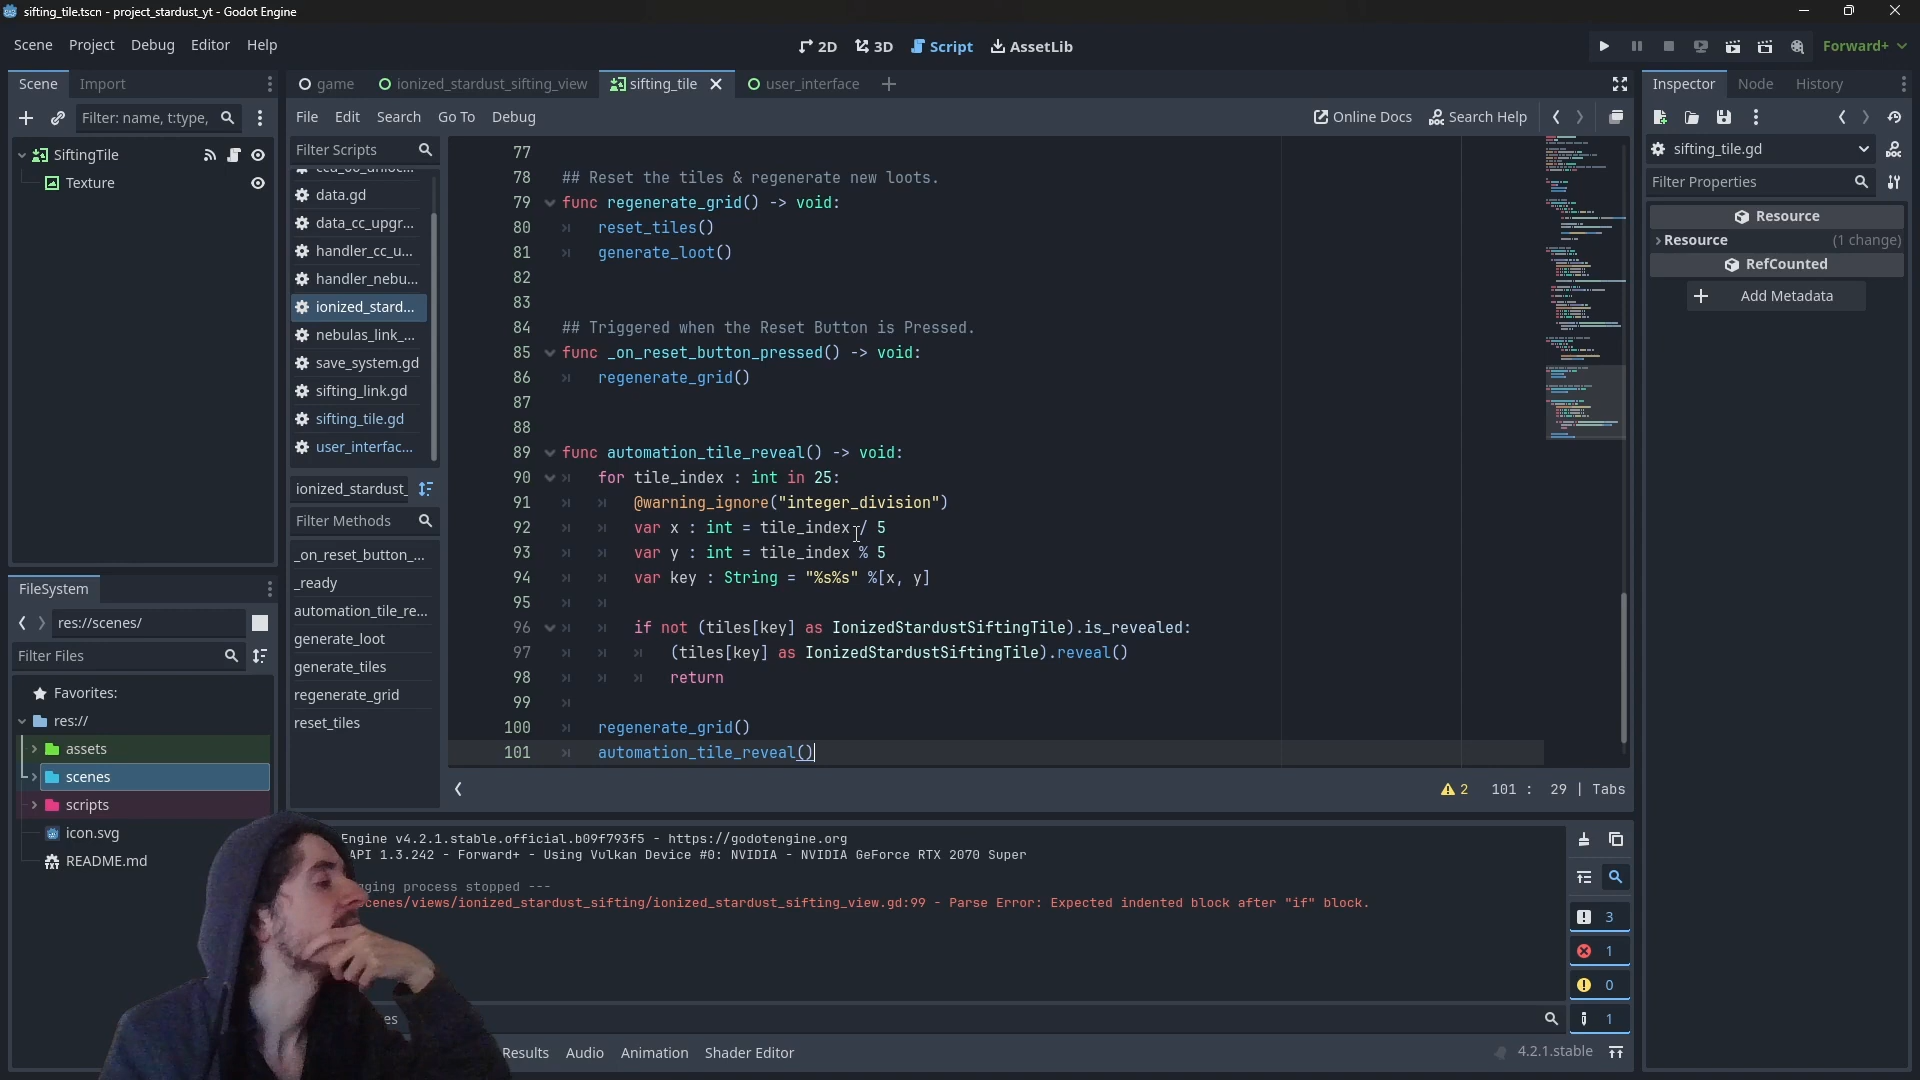 sifting_tile.tscn - project_stardust_yt - Godot Engine
Scene Project Debug Editor Help
2D 3D Script AssetLib
Forward+
Scene Import
game ionized_stardust_sifting_view sifting_tile user_interface
Inspector Node History
Filter: name, t:type,
File Edit Search Go To Debug
Online Docs Search Help
SiftingTile
Texture
Filter Scripts
data.gd
data_cc_upgr...
handler_cc_u...
handler_nebu...
ionized_stard...
nebulas_link_...
save_system.gd
sifting_link.gd
sifting_tile.gd
user_interfac...
ionized_stardust_
Filter Methods
_on_reset_button_...
_ready
automation_tile_re...
generate_loot
generate_tiles
regenerate_grid
reset_tiles
77
78 ## Reset the tiles & regenerate new loots.
79 func regenerate_grid() -> void:
80 reset_tiles()
81 generate_loot()
82
83
84 ## Triggered when the Reset Button is Pressed.
85 func _on_reset_button_pressed() -> void:
86 regenerate_grid()
87
88
89 func automation_tile_reveal() -> void:
90 for tile_index : int in 25:
91 @warning_ignore("integer_division")
92 var x : int = tile_index / 5
93 var y : int = tile_index % 5
94 var key : String = "%s%s" %[x, y]
95
96 if not (tiles[key] as IonizedStardustSiftingTile).is_revealed:
97 (tiles[key] as IonizedStardustSiftingTile).reveal()
98 return
99
100 regenerate_grid()
101 automation_tile_reveal()
2 101 : 29 | Tabs
sifting_tile.gd
Filter Properties
Resource
Resource (1 change)
RefCounted
Add Metadata
FileSystem
res://scenes/
Filter Files
Favorites:
res://
assets
scenes
scripts
icon.svg
README.md
Engine v4.2.1.stable.official.b09f793f5 - https://godotengine.org
API 1.3.242 - Forward+ - Using Vulkan Device #0: NVIDIA - NVIDIA GeForce RTX 2070 Super
ging process stopped ---
cenes/views/ionized_stardust_sifting/ionized_stardust_sifting_view.gd:99 - Parse Error: Expected indented block after "if" block.
3
1
0
1
es
Results Audio Animation Shader Editor
4.2.1.stable